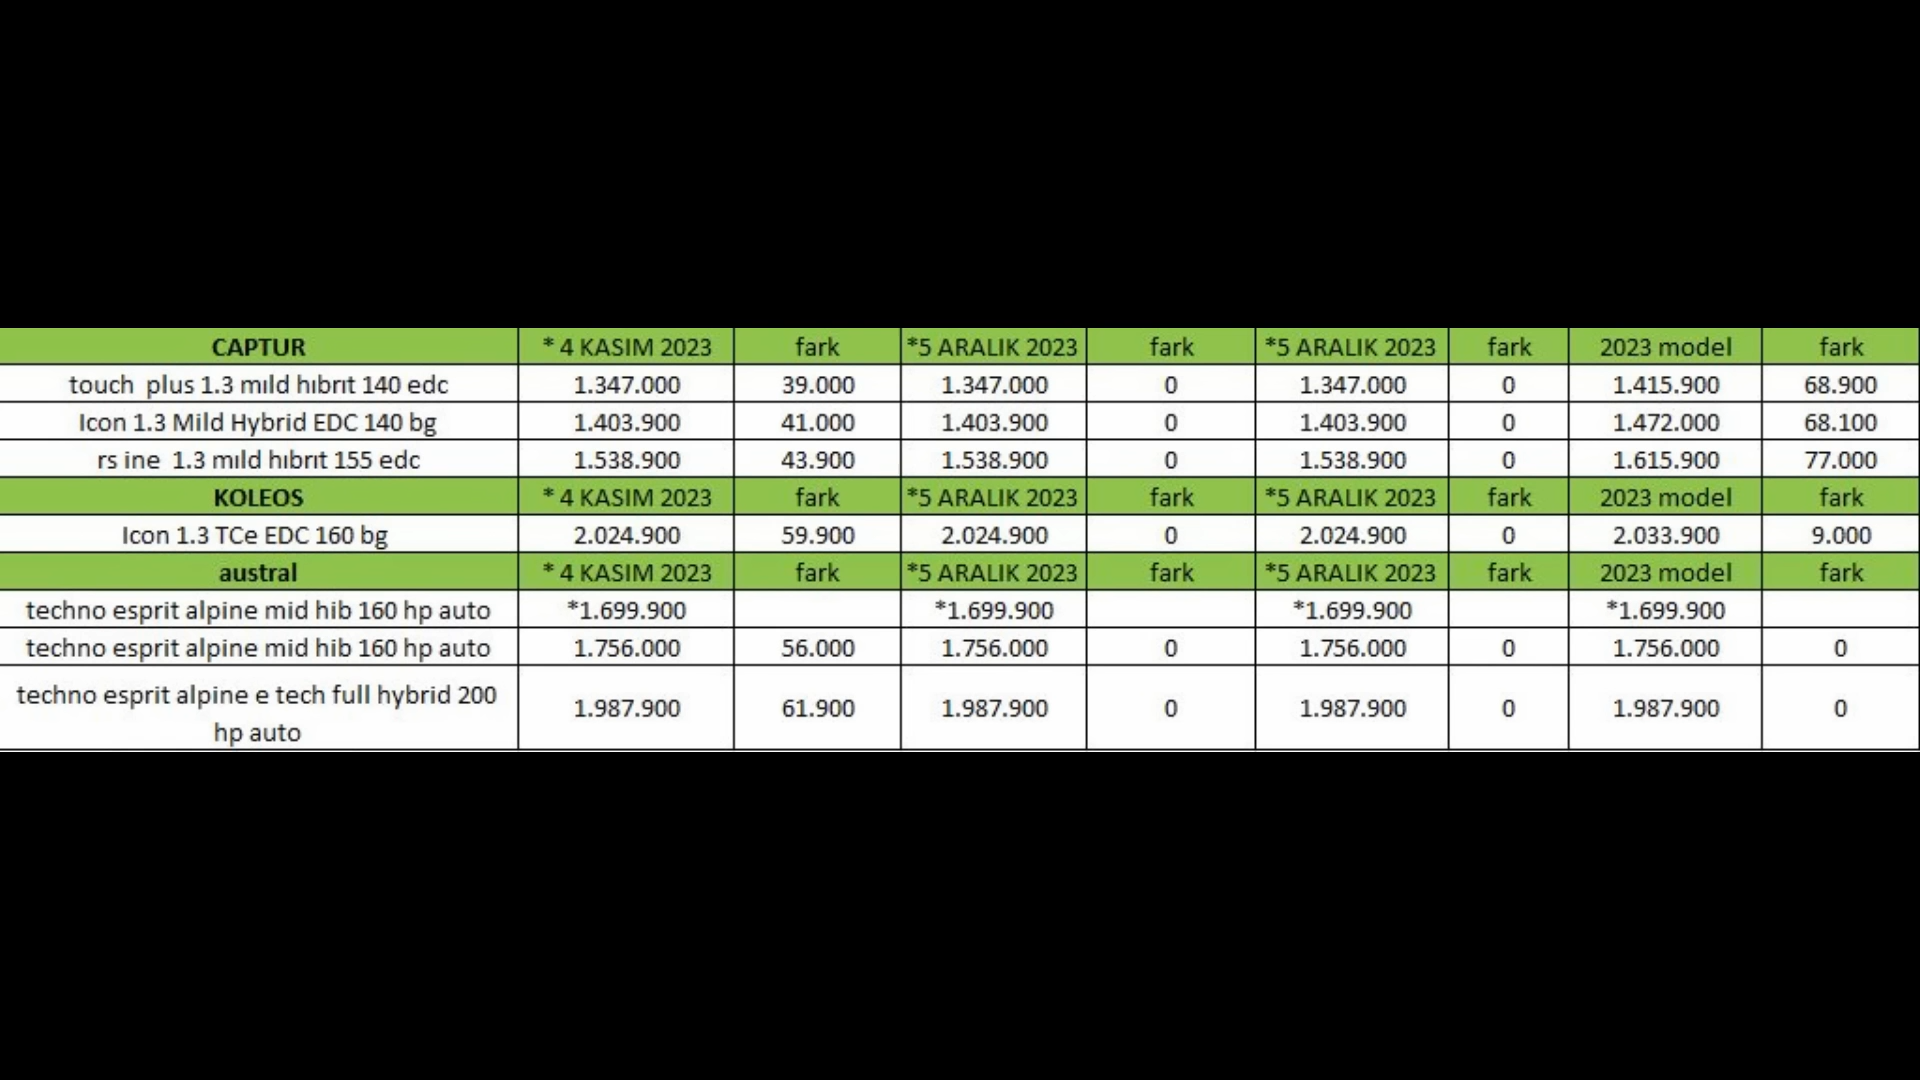 CAPTUR * 4 KASIM 2023 fark *5 ARALIK 2023 fark *5 ARALIK 2023 fark 2023 model fark
touch plus 1.3 mıld hıbrıt 140 edc 1.347.000 39.000 1.347.000 0 1.347.000 0 1.415.900 68.900
Icon 1.3 Mild Hybrid EDC 140 bg 1.403.900 41.000 1.403.900 0 1.403.900 0 1.472.000 68.100
rs ine 1.3 mıld hıbrıt 155 edc 1.538.900 43.900 1.538.900 0 1.538.900 0 1.615.900 77.000
KOLEOS * 4 KASIM 2023 fark *5 ARALIK 2023 fark *5 ARALIK 2023 fark 2023 model fark
Icon 1.3 TCe EDC 160 bg 2.024.900 59.900 2.024.900 0 2.024.900 0 2.033.900 9.000
austral * 4 KASIM 2023 fark *5 ARALIK 2023 fark *5 ARALIK 2023 fark 2023 model fark
techno esprit alpine mid hib 160 hp auto *1.699.900 *1.699.900 *1.699.900 *1.699.900
techno esprit alpine mid hib 160 hp auto 1.756.000 56.000 1.756.000 0 1.756.000 0 1.756.000 0
techno esprit alpine e tech full hybrid 200
hp auto 1.987.900 61.900 1.987.900 0 1.987.900 0 1.987.900 0